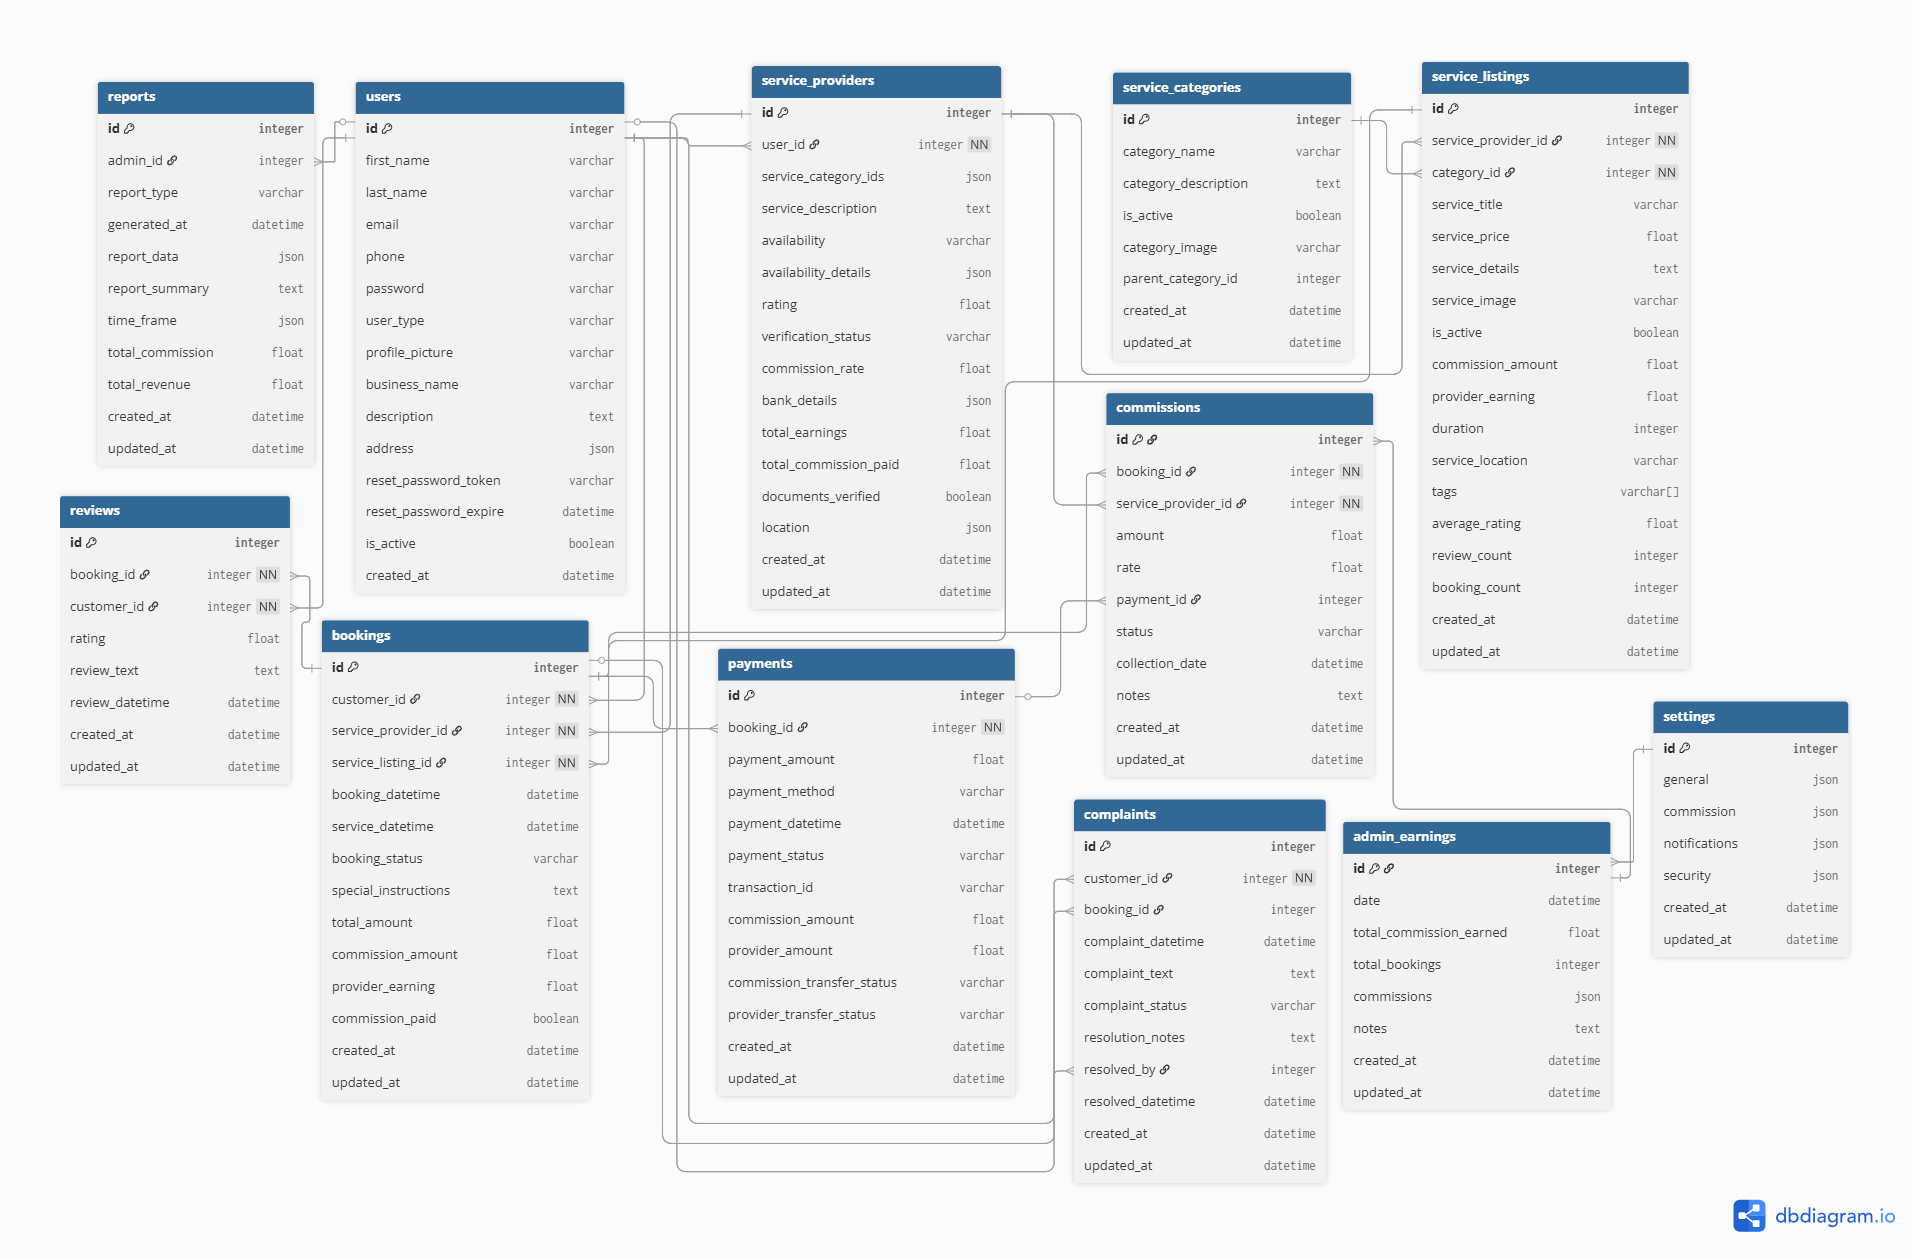 reports
id integer
admin_id integer
report_type varchar
generated_at datetime
report_data json
report_summary text
time_frame json
total_commission float
total_revenue float
created_at datetime
updated_at datetime
users
id integer
first_name varchar
last_name varchar
email varchar
phone varchar
password varchar
user_type varchar
profile_picture varchar
business_name varchar
description text
address json
reset_password_token varchar
reset_password_expire datetime
is_active boolean
created_at datetime
service_providers
id integer
user_id integer NN
service_category_ids json
service_description text
availability varchar
availability_details json
rating float
verification_status varchar
commission_rate float
bank_details json
total_earnings float
total_commission_paid float
documents_verified boolean
location json
created_at datetime
updated_at datetime
service_categories
id integer
category_name varchar
category_description text
is_active boolean
category_image varchar
parent_category_id integer
created_at datetime
updated_at datetime
service_listings
id integer
service_provider_id integer NN
category_id integer NN
service_title varchar
service_price float
service_details text
service_image varchar
is_active boolean
commission_amount float
provider_earning float
duration integer
service_location varchar
tags varchar[]
average_rating float
review_count integer
booking_count integer
created_at datetime
updated_at datetime
commissions
id integer
booking_id integer NN
service_provider_id integer NN
amount float
rate float
payment_id integer
status varchar
collection_date datetime
notes text
created_at datetime
updated_at datetime
reviews
id integer
booking_id integer NN
customer_id integer NN
rating float
review_text text
review_datetime datetime
created_at datetime
updated_at datetime
bookings
id integer
customer_id integer NN
service_provider_id integer NN
service_listing_id integer NN
booking_datetime datetime
service_datetime datetime
booking_status varchar
special_instructions text
total_amount float
commission_amount float
provider_earning float
commission_paid boolean
created_at datetime
updated_at datetime
payments
id integer
booking_id integer NN
payment_amount float
payment_method varchar
payment_datetime datetime
payment_status varchar
transaction_id varchar
commission_amount float
provider_amount float
commission_transfer_status varchar
provider_transfer_status varchar
created_at datetime
updated_at datetime
complaints
id integer
customer_id integer NN
booking_id integer
complaint_datetime datetime
complaint_text text
complaint_status varchar
resolution_notes text
resolved_by integer
resolved_datetime datetime
created_at datetime
updated_at datetime
admin_earnings
id integer
date datetime
total_commission_earned float
total_bookings integer
commissions json
notes text
created_at datetime
updated_at datetime
settings
id integer
general json
commission json
notifications json
security json
created_at datetime
updated_at datetime
dbdiagram.io